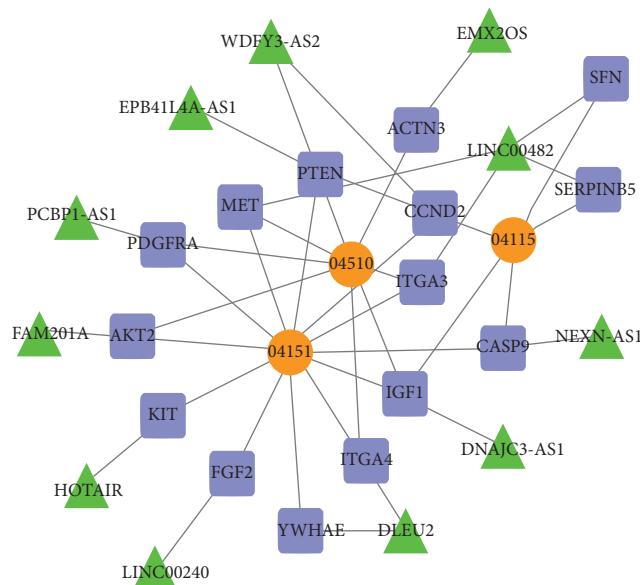 EMX2OS
WDFY3-AS2
SFN
EPB41L4A-AS1
ACTN3
LINC00482
PTEN
SERPINB5
MET
CCND2
PCBP1-AS1
PDGFRA
04115
04510
ITGA3
FAM201A
AKT2
NEXN-AS1
CASP9
04151
IGF1
KIT
DNAJC3-AS1
ITGA4
FGF2
HOTAIR
YWHAE
DLEU2
LINC00240